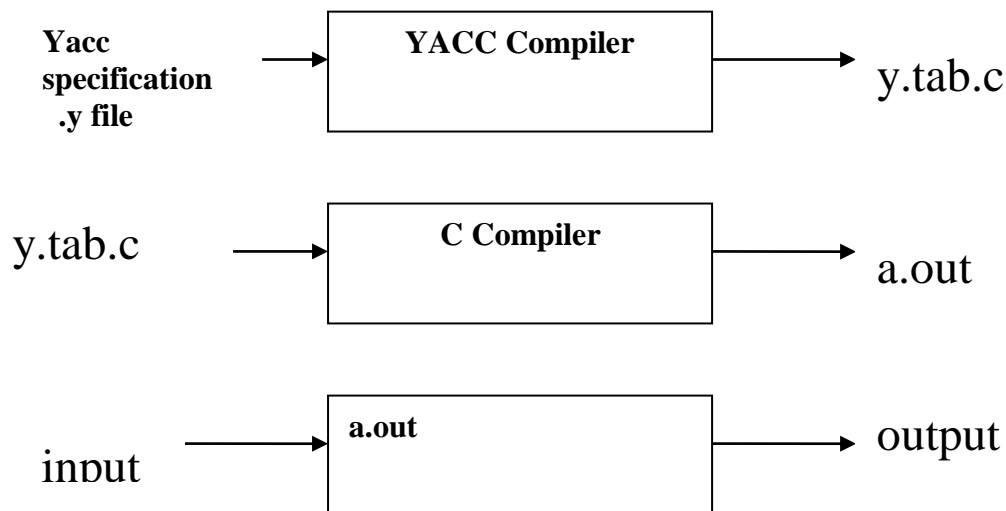 Yacc
specification
.y file
YACC Compiler
y.tab.c
y.tab.c
C Compiler
a.out
input
a.out
output